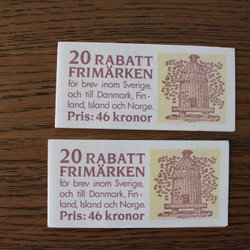 20 RABATT
FRIMÄRKEN
för brev inom Sverige,
och till Danmark, Fin-
land, Island och Norge.
Pris: 46 kronor
20 RABATT
FRIMÄRKEN
för brev inom Sverige,
och till Danmark, Fin-
land, Island och Norge.
Pris: 46 kronor